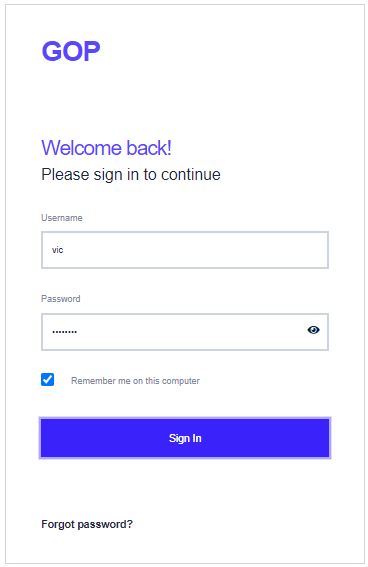 GOP
Welcome back!
Please sign in to continue
Username
vic
Password
••••••••
Remember me on this computer
Sign In
Forgot password?